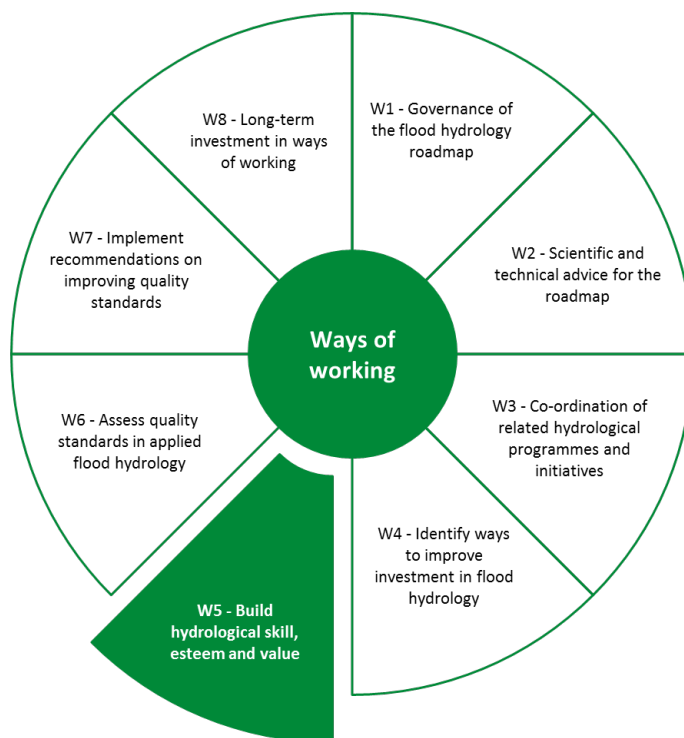 Ways of
working
W1 - Governance of
the flood hydrology
roadmap
W2 - Scientific and
technical advice for the
roadmap
W3 - Co-ordination of
related hydrological
programmes and
initiatives
W4 - Identify ways
to improve
investment in flood
hydrology
W5 - Build
hydrological skill,
esteem and value
W6 - Assess quality
standards in applied
flood hydrology
W7 - Implement
recommendations on
improving quality
standards
W8 - Long-term
investment in ways
of working